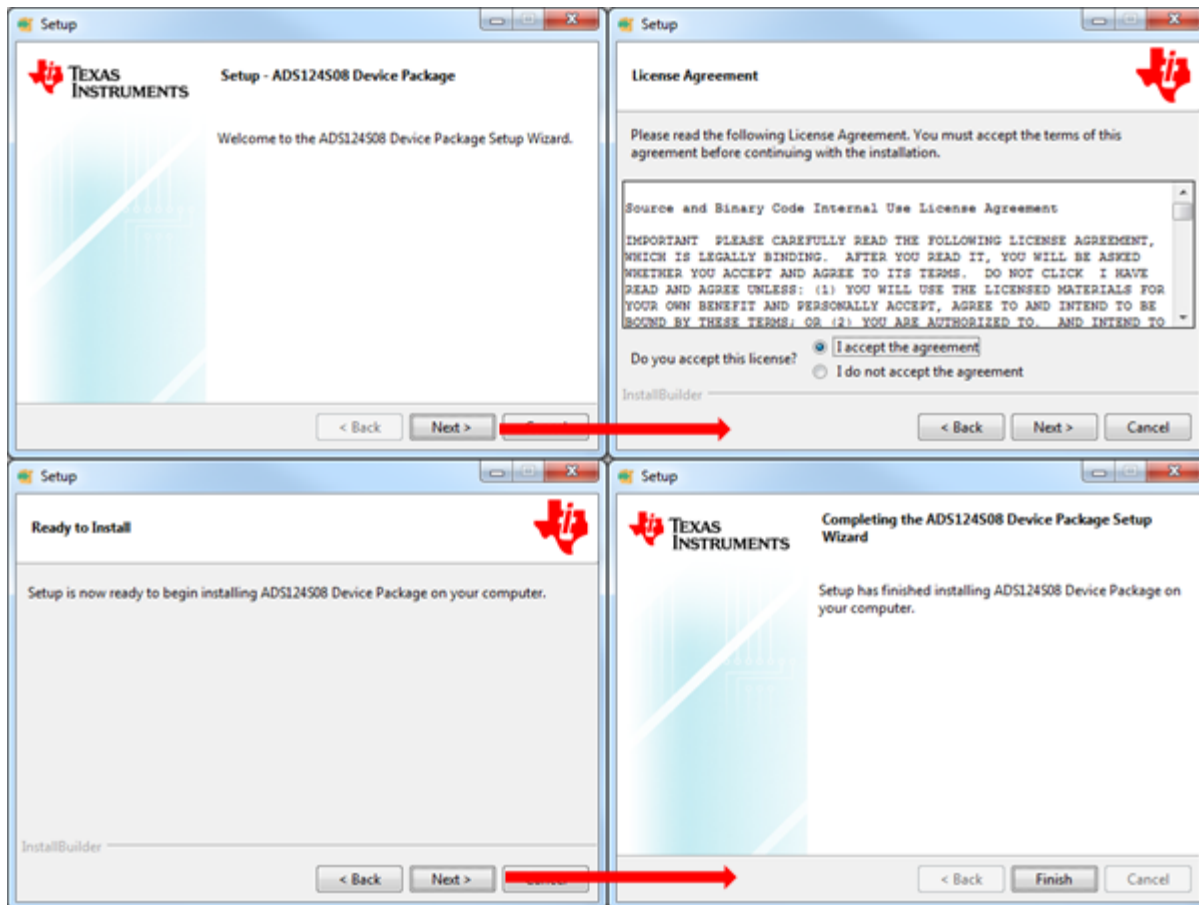 Setup
TEXAS
INSTRUMENTS
Setup - ADS124S08 Device Package
Welcome to the ADS124S08 Device Package Setup Wizard.
< Back
Next >
Setup
License Agreement
Please read the following License Agreement. You must accept the terms of this
agreement before continuing with the installation.
Source and Binary Code Internal Use License Agreement
IMPORTANT  PLEASE CAREFULLY READ THE FOLLOWING LICENSE AGREEMENT,
WHICH IS LEGALLY BINDING.  AFTER YOU READ IT, YOU WILL BE ASKED
WHETHER YOU ACCEPT AND AGREE TO ITS TERMS.  DO NOT CLICK  I HAVE
READ AND AGREE UNLESS: (1) YOU WILL USE THE LICENSED MATERIALS FOR
YOUR OWN BENEFIT AND PERSONALLY ACCEPT, AGREE TO AND INTEND TO BE
BOUND BY THESE TERMS; OR (2) YOU ARE AUTHORIZED TO,  AND INTEND TO
Do you accept this license?
I accept the agreement
I do not accept the agreement
InstallBuilder
< Back
Next >
Cancel
Setup
Ready to Install
Setup is now ready to begin installing ADS124S08 Device Package on your computer.
InstallBuilder
< Back
Next >
Setup
TEXAS
INSTRUMENTS
Completing the ADS124S08 Device Package Setup
Wizard
Setup has finished installing ADS124S08 Device Package on
your computer.
< Back
Finish
Cancel